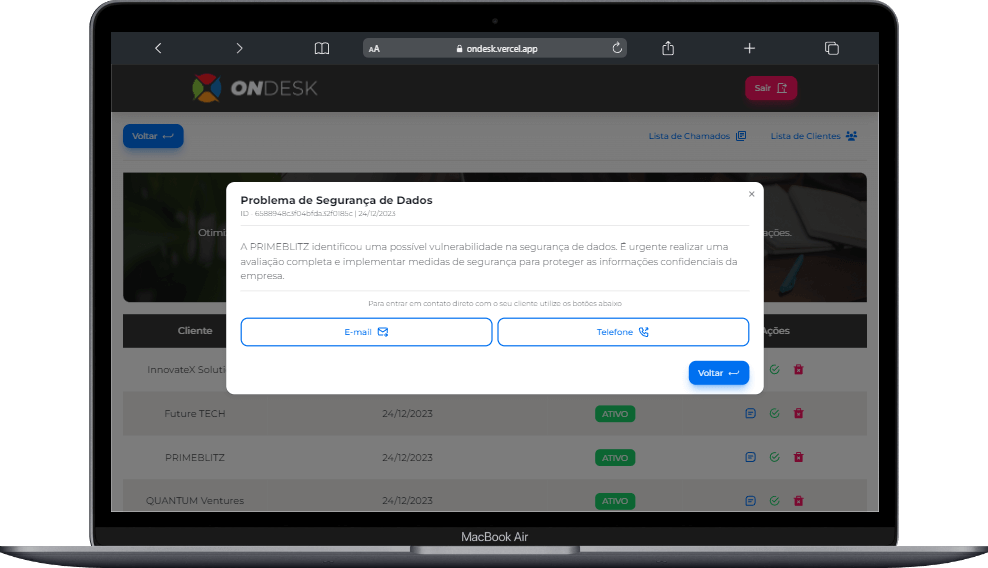 AA
ondesk.vercel.app
ONDESK
Sair
Voltar
Lista de Chamados
Lista de Clientes
Otimi
ações.
Problema de Segurança de Dados
ID 6588948c3f04bfda32f0185c | 24/12/2023
×
A PRIMEBLITZ identificou uma possível vulnerabilidade na segurança de dados. É urgente realizar uma
avaliação completa e implementar medidas de segurança para proteger as informações confidenciais da
empresa.
Para entrar em contato direto com o seu cliente utilize os botões abaixo
E-mail
Telefone
Voltar
Cliente
Ações
InnovateX Soluti
Future TECH 24/12/2023 ATIVO
PRIMEBLITZ 24/12/2023 ATIVO
QUANTUM Ventures 24/12/2023 ATIVO
MacBook Air